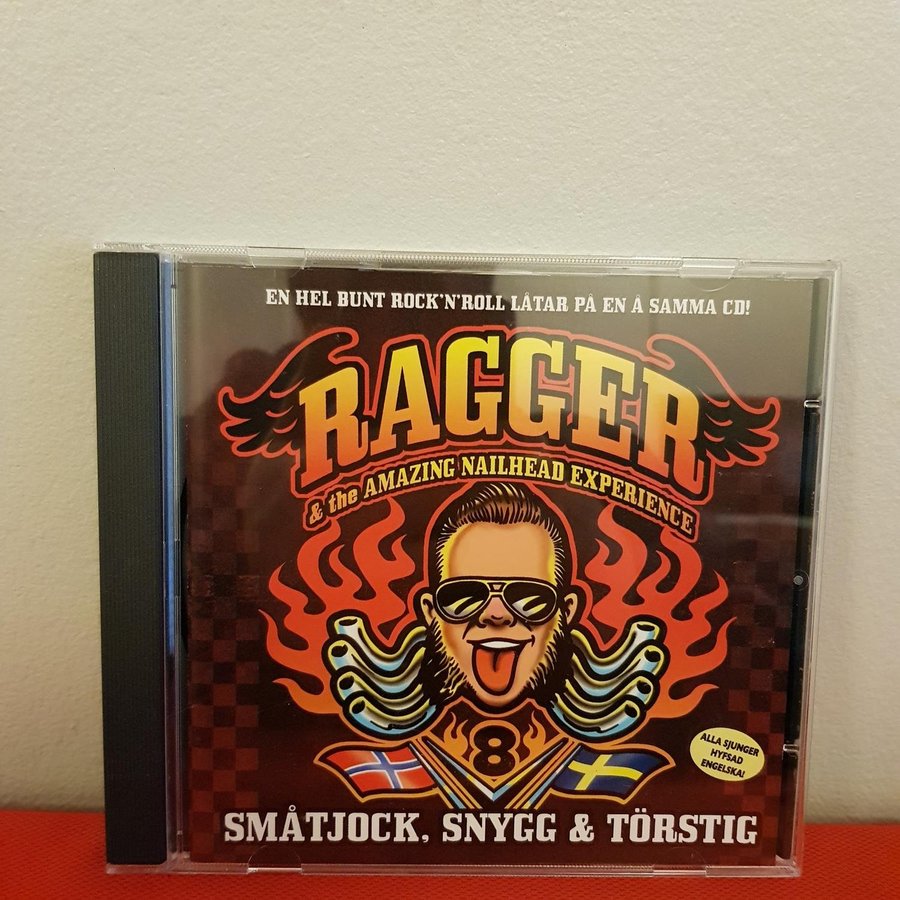 EN HEL BUNT ROCK'N'ROLL LÅTAR PÅ EN Å SAMMA CD!
RAGGER
& the AMAZING NAILHEAD EXPERIENCE
8
ALLA SJUNGER
HYFSAD
ENGELSKA!
SMÅTJOCK, SNYGG & TÖRSTIG